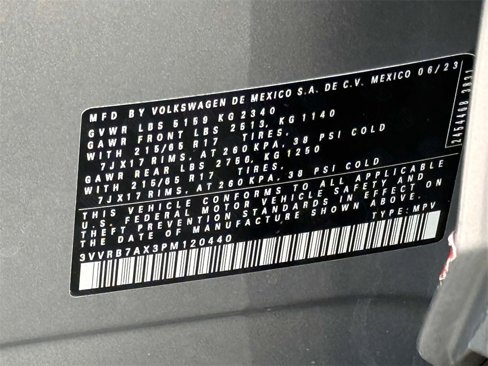 MFD BY VOLKSWAGEN DE MEXICO S.A. DE C.V. MEXICO 06/23
GVWR LBS 5159 KG 2340
GAWR FRONT LBS 2513, KG 1140
WITH 215/65 R17 TIRES.
7JX17 RIMS, AT 260 KPA, 38 PSI COLD
GAWR REAR LBS 2756, KG 1250
WITH 215/65 R17 TIRES.
7JX17 RIMS, AT 260 KPA, 38 PSI COLD
THIS VEHICLE CONFORMS TO ALL APPLICABLE
U.S. FEDERAL MOTOR VEHICLE SAFETY AND
THEFT PREVENTION STANDARDS IN EFFECT ON
THE DATE OF MANUFACTURE SHOWN ABOVE.
3VVRB7AX3PM120440 TYPE: MPV